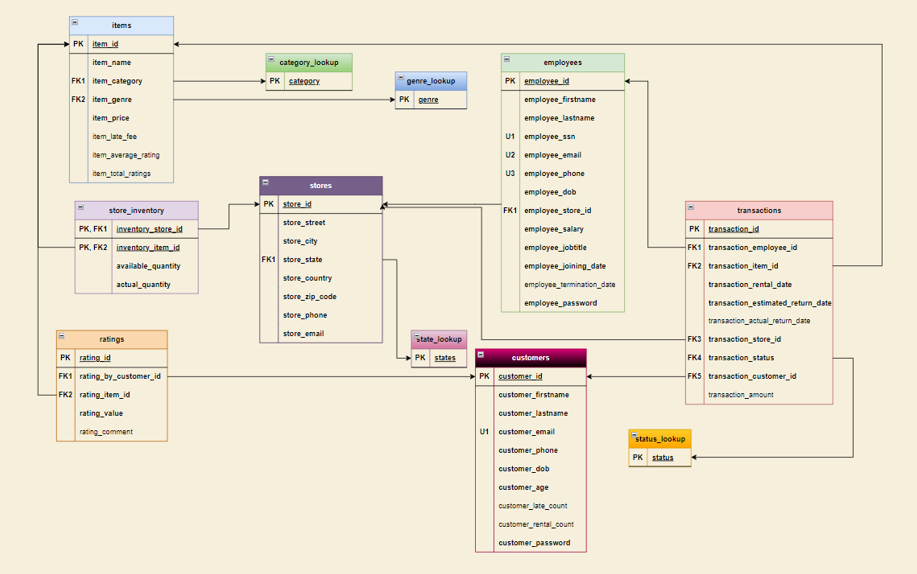 items
PK item_id
item_name
FK1 item_category
FK2 item_genre
item_price
item_late_fee
item_average_rating
item_total_ratings
category_lookup
PK category
genre_lookup
PK genre
employees
PK employee_id
employee_firstname
employee_lastname
U1 employee_ssn
U2 employee_email
U3 employee_phone
employee_dob
FK1 employee_store_id
employee_salary
employee_jobtitle
employee_joining_date
employee_termination_date
employee_password
stores
PK store_id
store_street
store_city
FK1 store_state
store_country
store_zip_code
store_phone
store_email
store_inventory
PK, FK1 inventory_store_id
PK, FK2 inventory_item_id
available_quantity
actual_quantity
transactions
PK transaction_id
FK1 transaction_employee_id
FK2 transaction_item_id
transaction_rental_date
transaction_estimated_return_date
transaction_actual_return_date
FK3 transaction_store_id
FK4 transaction_status
FK5 transaction_customer_id
transaction_amount
ratings
PK rating_id
FK1 rating_by_customer_id
FK2 rating_item_id
rating_value
rating_comment
state_lookup
PK states
customers
PK customer_id
customer_firstname
customer_lastname
U1 customer_email
customer_phone
customer_dob
customer_age
customer_late_count
customer_rental_count
customer_password
status_lookup
PK status